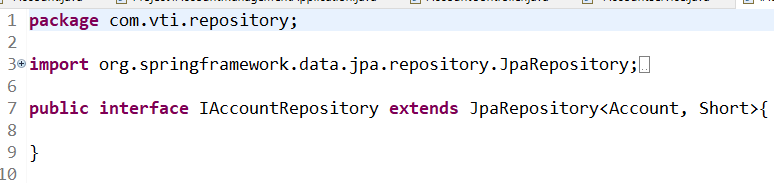 1 package com.vti.repository;
2
3 import org.springframework.data.jpa.repository.JpaRepository;
6
7 public interface IAccountRepository extends JpaRepository<Account, Short>{
8
9 }
10